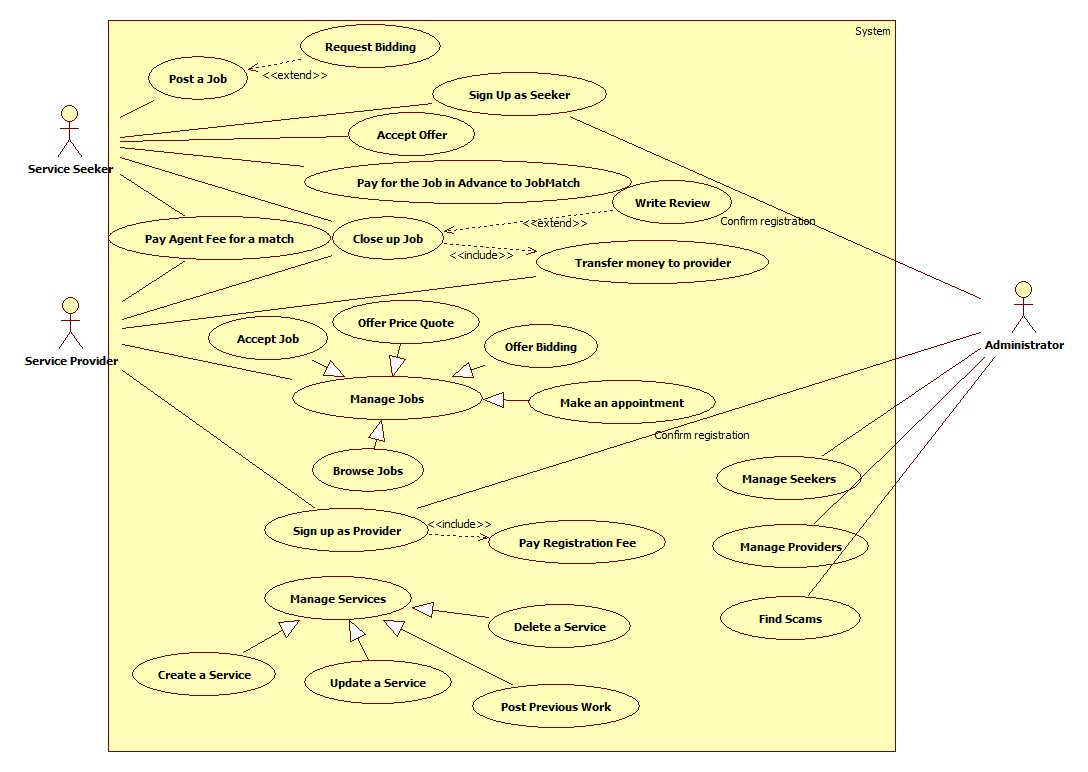 System
Request Bidding
Post a Job
<<extend>>
Sign Up as Seeker
Accept Offer
Service Seeker
Pay for the Job in Advance to JobMatch
Write Review
<<extend>>
Confirm registration
Pay Agent Fee for a match
Close up Job
<<include>>
Transfer money to provider
Offer Price Quote
Accept Job
Offer Bidding
Service Provider
Administrator
Manage Jobs
Make an appointment
Confirm registration
Browse Jobs
Manage Seekers
Sign up as Provider
<<include>>
Pay Registration Fee
Manage Providers
Manage Services
Delete a Service
Find Scams
Create a Service
Update a Service
Post Previous Work